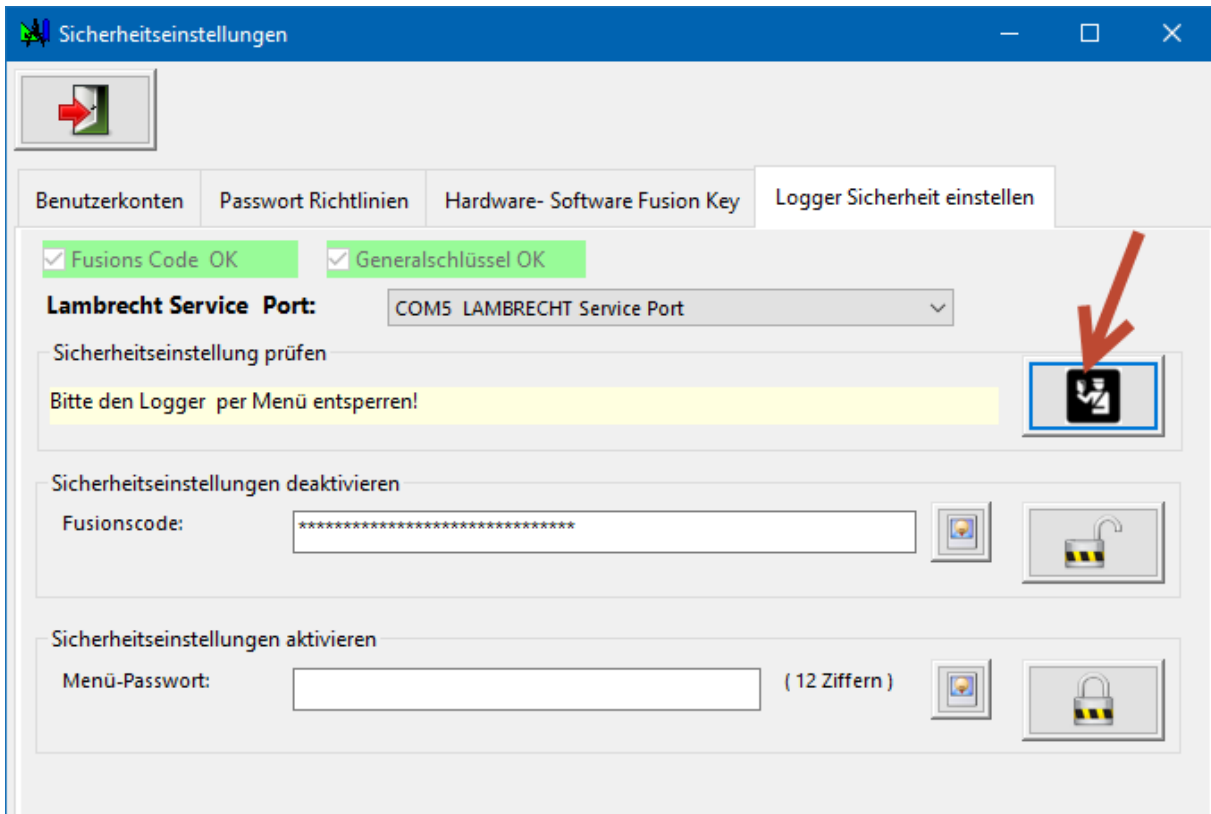 Sicherheitseinstellungen
Benutzerkonten Passwort Richtlinien Hardware- Software Fusion Key Logger Sicherheit einstellen
Fusions Code OK Generalschlüssel OK
Lambrecht Service Port: COM5 LAMBRECHT Service Port
Sicherheitseinstellung prüfen
Bitte den Logger per Menü entsperren!
Sicherheitseinstellungen deaktivieren
Fusionscode: *******************************
Sicherheitseinstellungen aktivieren
Menü-Passwort: ( 12 Ziffern )